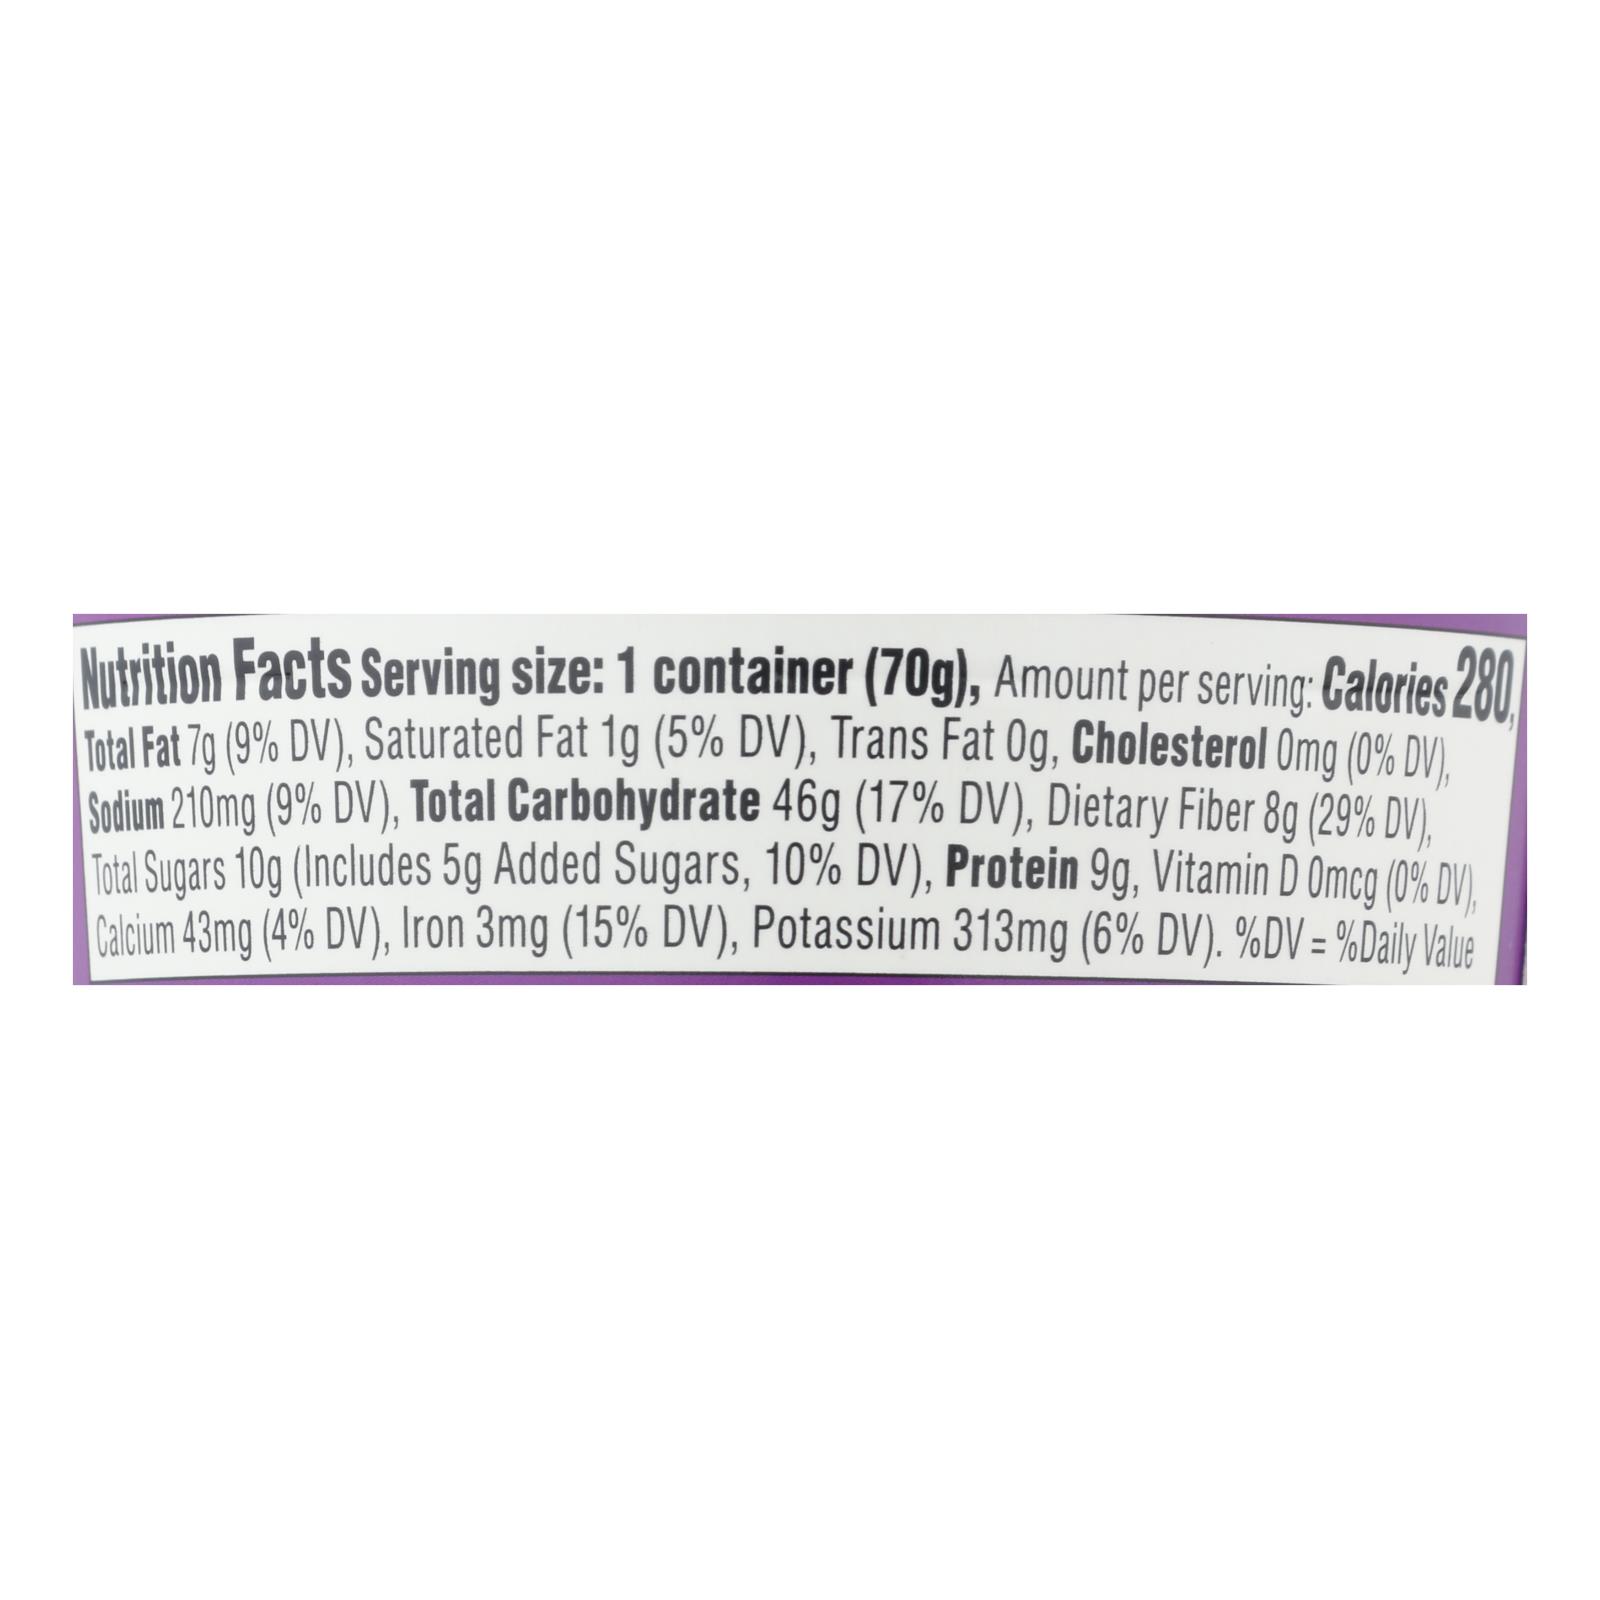 Nutrition Facts Serving size: 1 container (70g), Amount per serving: Calories 280,
Total Fat 7g (9% DV), Saturated Fat 1g (5% DV), Trans Fat 0g, Cholesterol 0mg (0% DV),
Sodium 210mg (9% DV), Total Carbohydrate 46g (17% DV), Dietary Fiber 8g (29% DV),
Total Sugars 10g (Includes 5g Added Sugars, 10% DV), Protein 9g, Vitamin D 0mcg (0% DV),
Calcium 43mg (4% DV), Iron 3mg (15% DV), Potassium 313mg (6% DV). %DV = %Daily Value